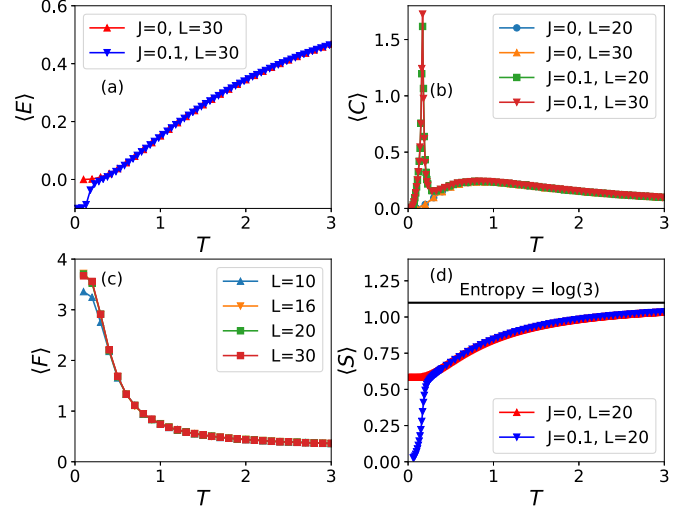 J=0, L=30
J=0.1, L=30
(a)
⟨E⟩
0.0
0.2
0.4
0
1
2
3
T
J=0, L=20
J=0, L=30
J=0.1, L=20
J=0.1, L=30
(b)
⟨C⟩
0.0
0.5
1.0
1.5
0
1
2
3
T
(c)
L=10
L=16
L=20
L=30
⟨F⟩
0
1
2
3
4
0
1
2
3
T
(d)
Entropy = log(3)
J=0, L=20
J=0.1, L=20
⟨S⟩
0.00
0.25
0.50
0.75
1.00
1.25
0
1
2
3
T